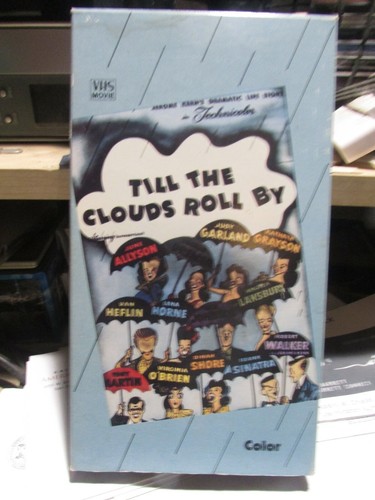 VHS
MOVIE
JEROME KERN'S DRAMATIC LIFE STORY
in Technicolor
TILL THE
CLOUDS ROLL BY
JUNE
ALLYSON
JUDY
GARLAND
KATHRYN
GRAYSON
VAN
HEFLIN
LENA
HORNE
LANSBURY
ROBERT
WALKER
TONY
MARTIN
VIRGINIA
O'BRIEN
DINAH
SHORE
FRANK
SINATRA
Color